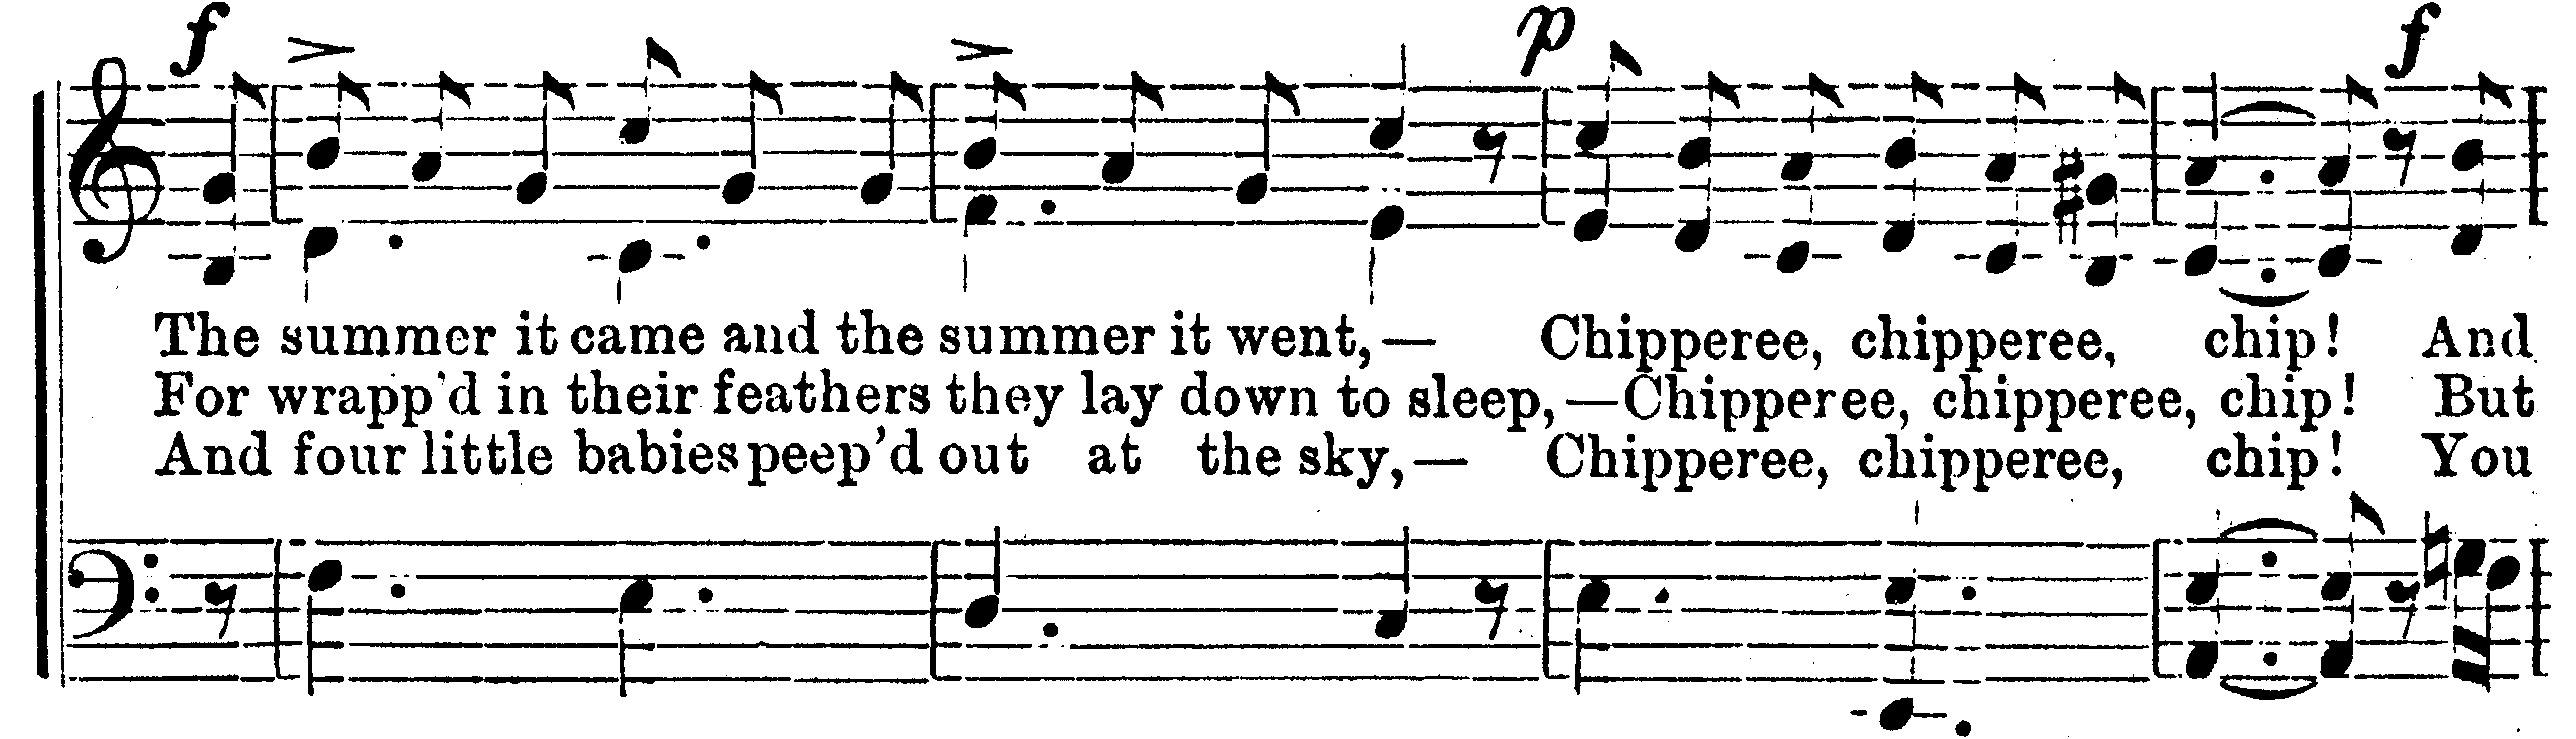 f p f
The summer it came and the summer it went,— Chipperee, chipperee, chip! And
For wrapp'd in their feathers they lay down to sleep,—Chipperee, chipperee, chip! But
And four little babies peep'd out at the sky,— Chipperee, chipperee, chip! You